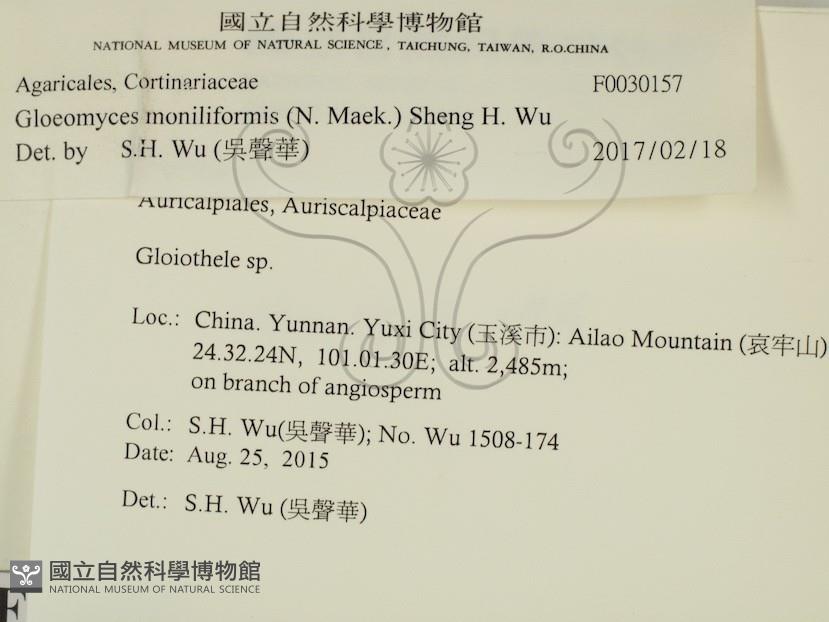 國立自然科學博物館
NATIONAL MUSEUM OF NATURAL SCIENCE, TAICHUNG, TAIWAN, R.O.CHINA
Agaricales, Cortinariaceae F0030157
Gloeomyces moniliformis (N. Maek.) Sheng H. Wu
Det. by S.H. Wu (吳聲華) 2017/02/18
Auricalpiales, Auriscalpiaceae
Gloiothele sp.
Loc.: China. Yunnan. Yuxi City (玉溪市): Ailao Mountain (哀牢山)
24.32.24N, 101.01.30E; alt. 2,485m;
on branch of angiosperm
Col.: S.H. Wu(吳聲華); No. Wu 1508-174
Date: Aug. 25, 2015
Det.: S.H. Wu (吳聲華)
國立自然科學博物館
NATIONAL MUSEUM OF NATURAL SCIENCE